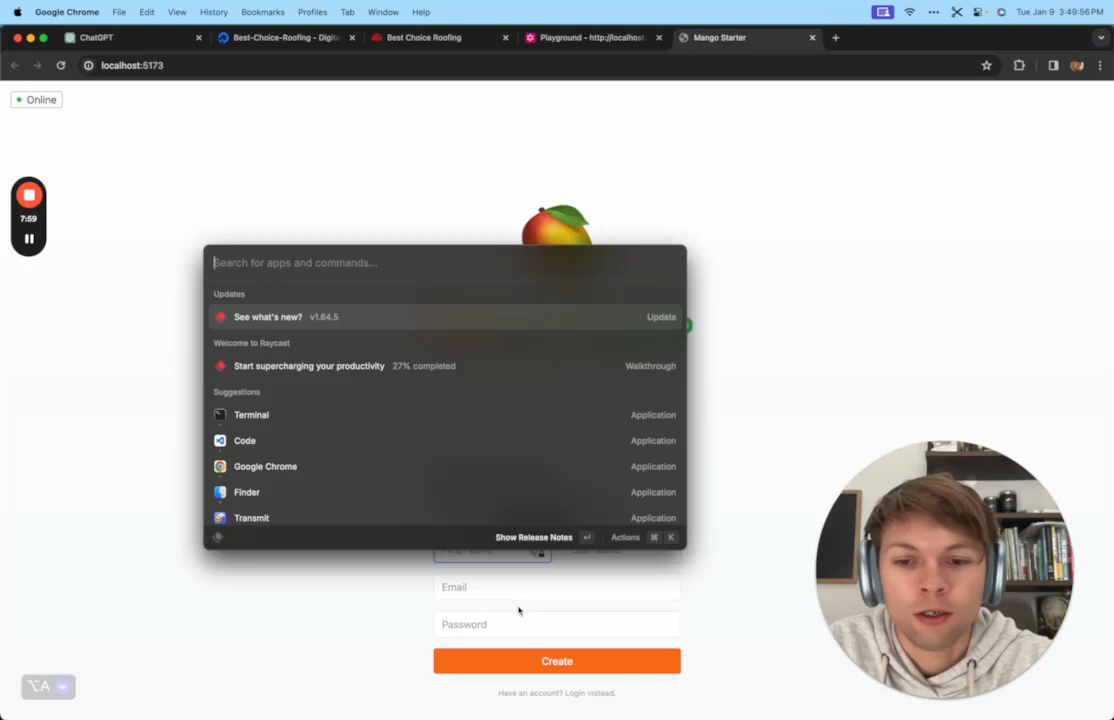 Google Chrome File Edit View History Bookmarks Profiles Tab Window Help Tue Jan 9 3:49:56 PM
ChatGPT Best-Choice-Roofing – Digita Best Choice Roofing Playground – http://localhost: Mango Starter
localhost:5173
Online
7:59
Search for apps and commands...
Updates
See what's new? v1.64.5 Update
Welcome to Raycast
Start supercharging your productivity 27% completed Walkthrough
Suggestions
Terminal Application
Code Application
Google Chrome Application
Finder Application
Transmit Application
Show Release Notes Actions ⌘ K
Email
Password
Create
Have an account? Login instead.
⌥A